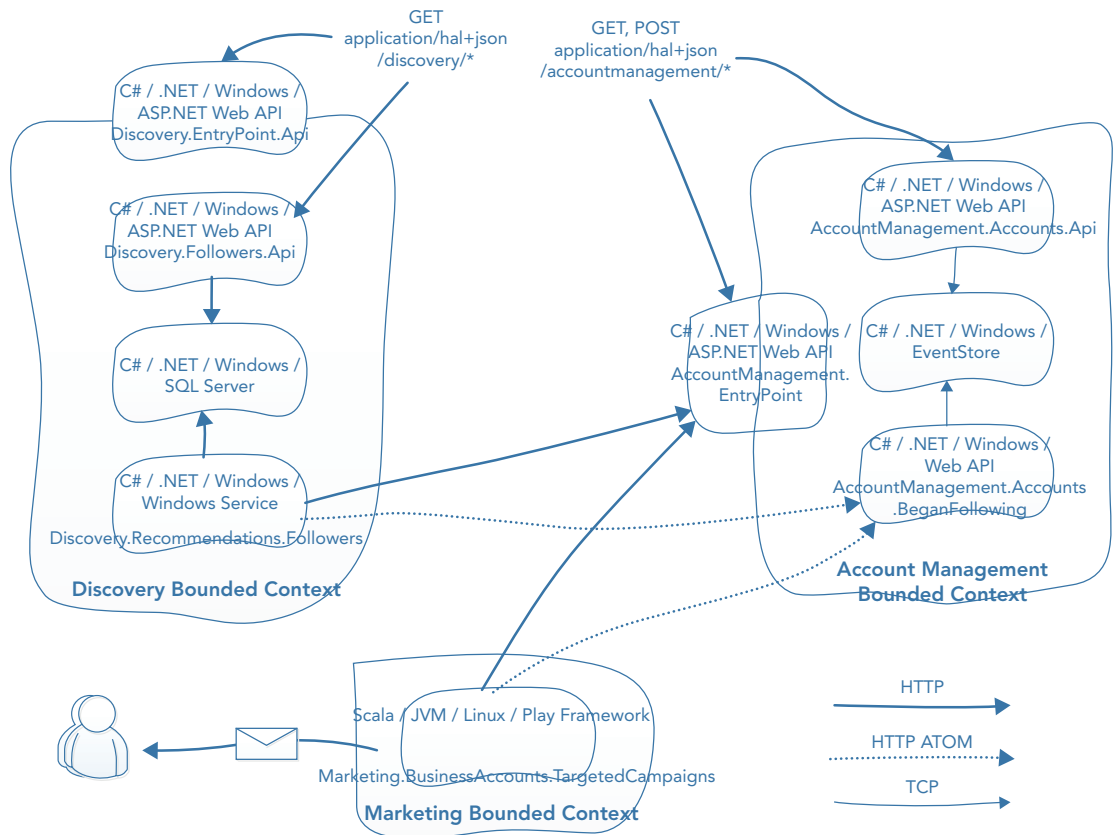 GET
application/hal+json
/discovery/*
GET, POST
application/hal+json
/accountmanagement/*
C# / .NET / Windows /
ASP.NET Web API
Discovery.EntryPoint.Api
C# / .NET / Windows /
ASP.NET Web API
Discovery.Followers.Api
C# / .NET / Windows /
SQL Server
C# / .NET / Windows /
Windows Service
Discovery.Recommendations.Followers
Discovery Bounded Context
C# / .NET / Windows /
ASP.NET Web API
AccountManagement.
EntryPoint
C# / .NET / Windows /
ASP.NET Web API
AccountManagement.Accounts.Api
C# / .NET / Windows /
EventStore
C# / .NET / Windows /
Web API
AccountManagement.Accounts
.BeganFollowing
Account Management
Bounded Context
Scala / JVM / Linux / Play Framework
Marketing.BusinessAccounts.TargetedCampaigns
Marketing Bounded Context
HTTP
HTTP ATOM
TCP